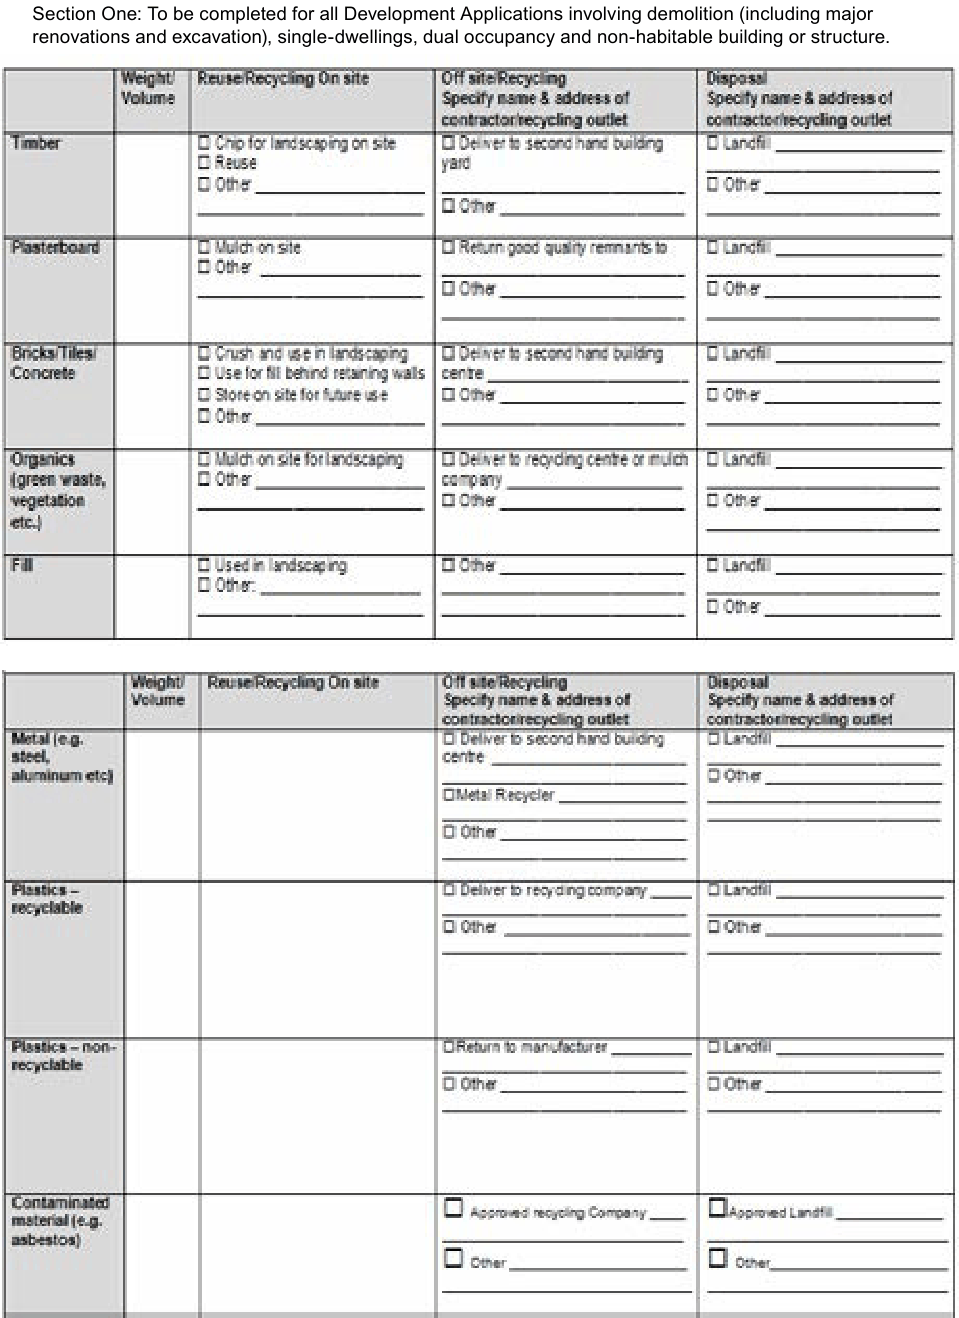 Section One: To be completed for all Development Applications involving demolition (including major
renovations and excavation), single-dwellings, dual occupancy and non-habitable building or structure.
Weight/
Volume
Reuse/Recycling On site
Off site/Recycling
Specify name & address of
contractor/recycling outlet
Disposal
Specify name & address of
contractor/recycling outlet
Timber
☐ Chip for landscaping on site
☐ Reuse
☐ Other
☐ Deliver to second hand building
yard
☐ Other
☐ Landfill
☐ Other
Plasterboard
☐ Mulch on site
☐ Other
☐ Return good quality remnants to
☐ Other
☐ Landfill
☐ Other
Bricks/Tiles/
Concrete
☐ Crush and use in landscaping
☐ Use for fill behind retaining walls
☐ Store on site for future use
☐ Other
☐ Deliver to second hand building
centre
☐ Other
☐ Landfill
☐ Other
Organics
(green waste,
vegetation
etc.)
☐ Mulch on site for landscaping
☐ Other
☐ Deliver to recycling centre or mulch
company
☐ Other
☐ Landfill
☐ Other
Fill
☐ Used in landscaping
☐ Other:
☐ Other
☐ Landfill
☐ Other
Weight/
Volume
Reuse/Recycling On site
Off site/Recycling
Specify name & address of
contractor/recycling outlet
Disposal
Specify name & address of
contractor/recycling outlet
Metal (e.g.
steel,
aluminum etc)
☐ Deliver to second hand building
centre
☐Metal Recycler
☐ Other
☐ Landfill
☐ Other
Plastics –
recyclable
☐ Deliver to recycling company
☐ Other
☐ Landfill
☐ Other
Plastics – non-
recyclable
☐Return to manufacturer
☐ Other
☐ Landfill
☐ Other
Contaminated
material (e.g.
asbestos)
☐ Approved recycling Company
☐ Other
☐Approved Landfill
☐ Other